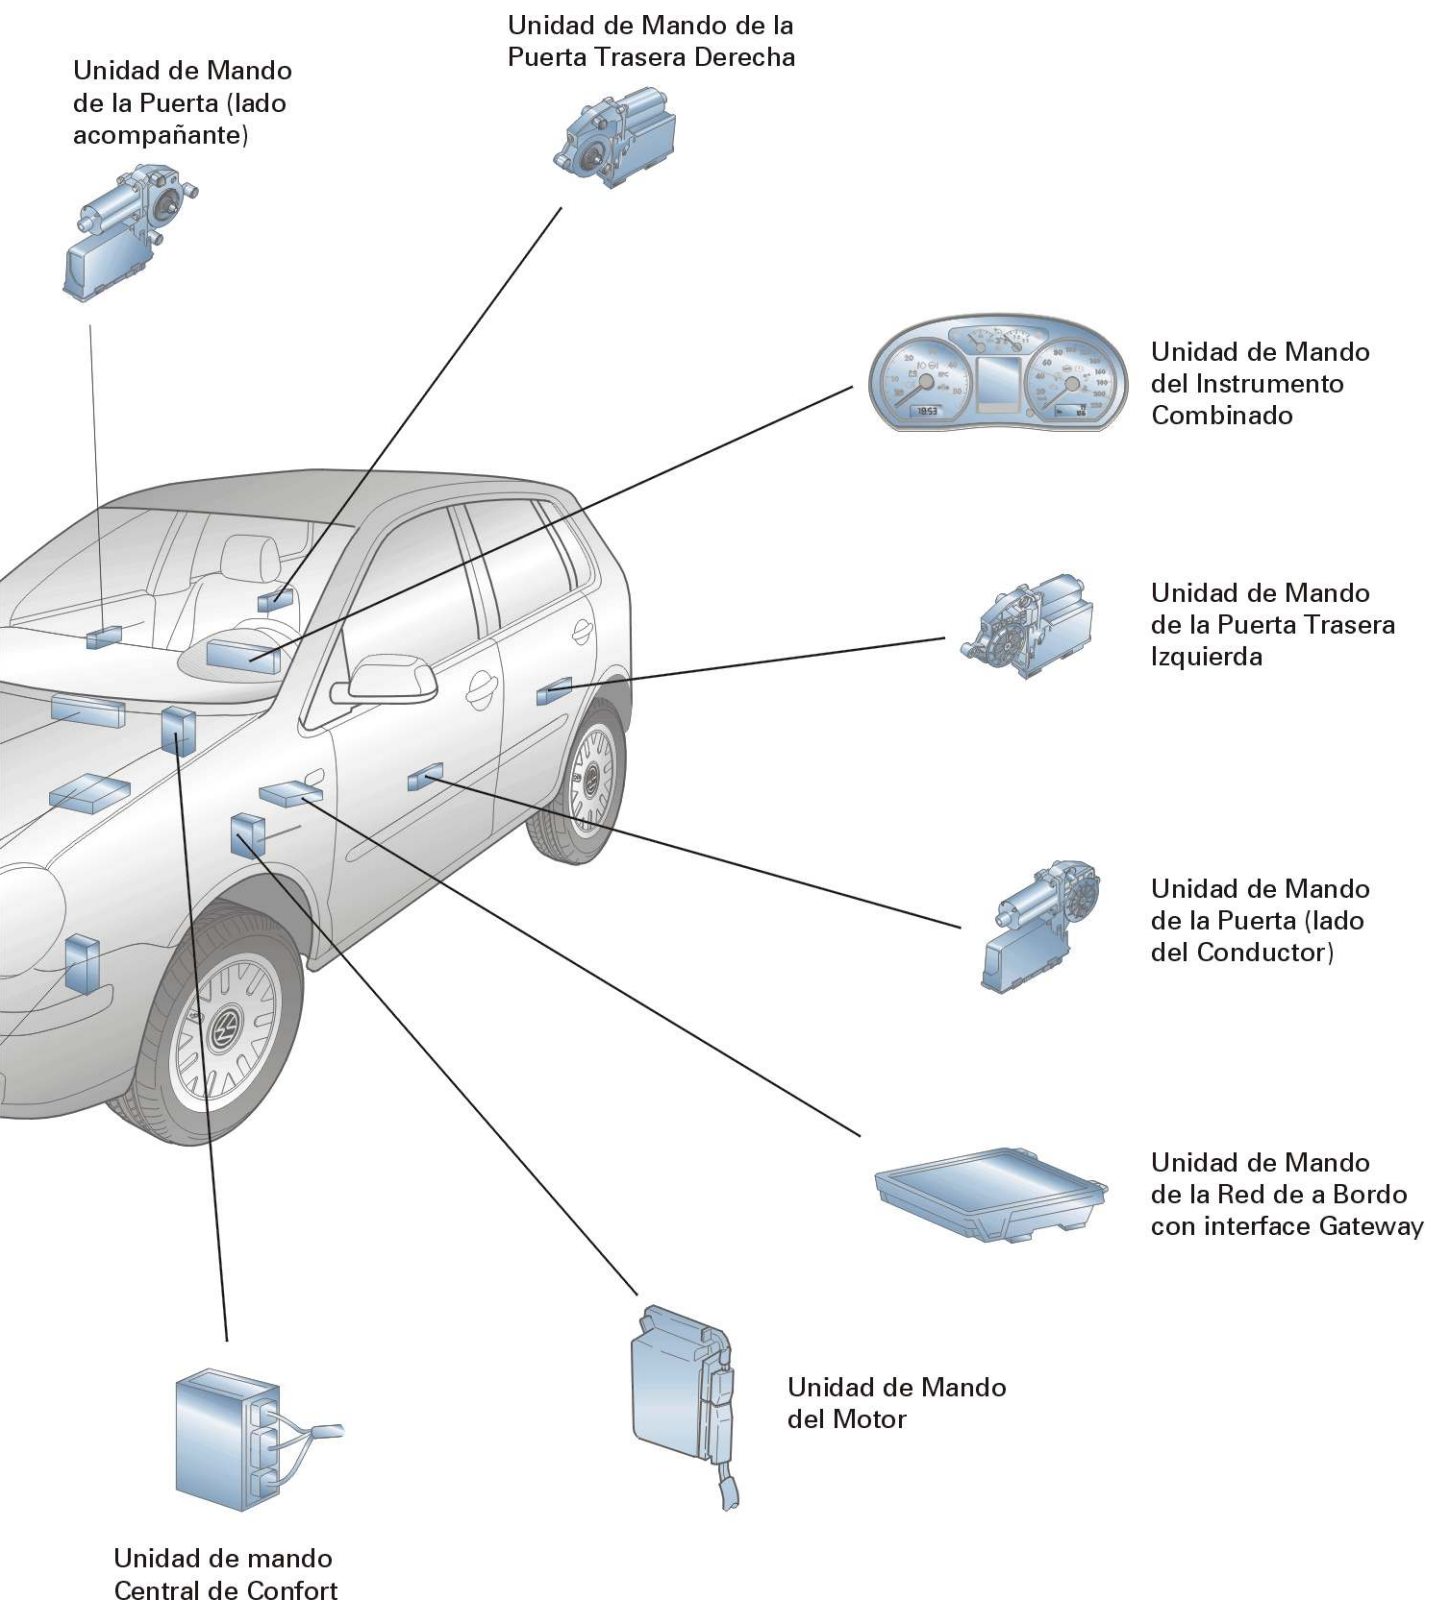 Unidad de Mando de la
Puerta Trasera Derecha
Unidad de Mando
de la Puerta (lado
acompañante)
Unidad de Mando
del Instrumento
Combinado
18:53
Unidad de Mando
de la Puerta Trasera
Izquierda
Unidad de Mando
de la Puerta (lado
del Conductor)
Unidad de Mando
de la Red de a Bordo
con interface Gateway
Unidad de Mando
del Motor
Unidad de mando
Central de Confort